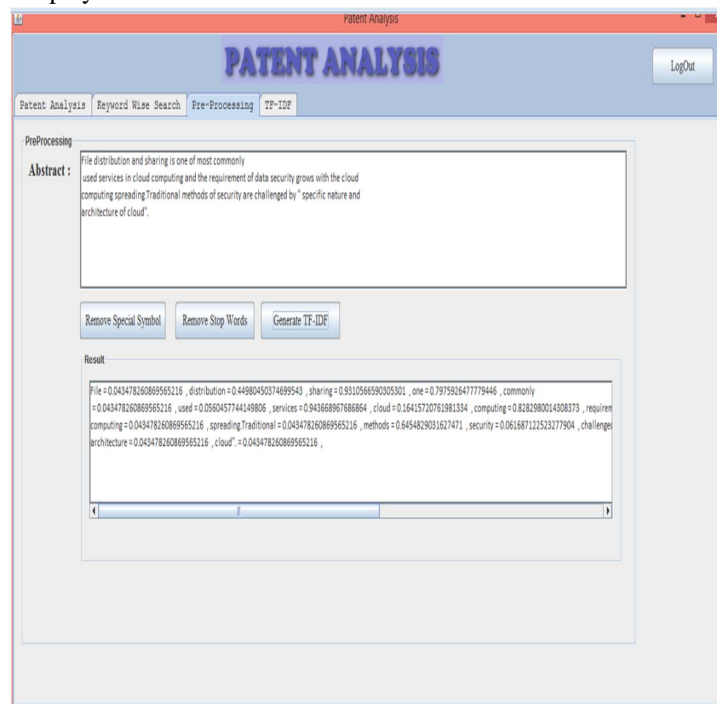 Patent Analysis
PATENT ANALYSIS
LogOut
Patent Analysis Keyword Wise Search Pre-Processing TF-IDF
PreProcessing
Abstract :
File distribution and sharing is one of most commonly
used services in cloud computing and the requirement of data security grows with the cloud
computing spreading.Traditional methods of security are challenged by " specific nature and
architecture of cloud".
Remove Special Symbol Remove Stop Words Generate TF-IDF
Result
File = 0.043478260869565216 , distribution = 0.44980450374699543 , sharing = 0.9310566590305301 , one = 0.7975926477779446 , commonly
= 0.043478260869565216 , used = 0.0560457744149806 , services = 0.943668967686864 , cloud = 0.16415720761981334 , computing = 0.8282980014308373 , requirem
computing = 0.043478260869565216 , spreading.Traditional = 0.043478260869565216 , methods = 0.6454829031627471 , security = 0.061687122523277904 , challenge
architecture = 0.043478260869565216 , cloud". = 0.043478260869565216 ,